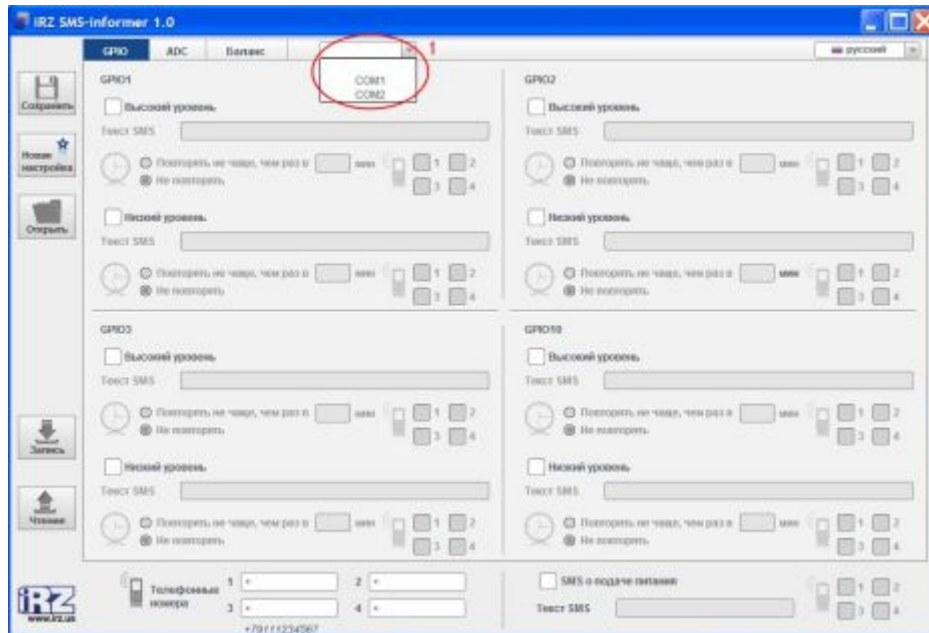 iRZ SMS-informer 1.0
GPIO ADC Баланс 1 русский
COM1
COM2
Сохранить
Новая настройка
Открыть
Запись
Чтение
GPIO1
Высокий уровень
Текст SMS
Повторять не чаще, чем раз в мин 1 2
Не повторять 3 4
Низкий уровень
Текст SMS
Повторять не чаще, чем раз в мин 1 2
Не повторять 3 4
GPIO2
Высокий уровень
Текст SMS
Повторять не чаще, чем раз в мин 1 2
Не повторять 3 4
Низкий уровень
Текст SMS
Повторять не чаще, чем раз в мин 1 2
Не повторять 3 4
GPIO3
Высокий уровень
Текст SMS
Повторять не чаще, чем раз в мин 1 2
Не повторять 3 4
Низкий уровень
Текст SMS
Повторять не чаще, чем раз в мин 1 2
Не повторять 3 4
GPIO10
Высокий уровень
Текст SMS
Повторять не чаще, чем раз в мин 1 2
Не повторять 3 4
Низкий уровень
Текст SMS
Повторять не чаще, чем раз в мин 1 2
Не повторять 3 4
iRZ
www.irz.us
Телефонные
номера
1 + 2 +
3 + 4 +
+79111234567
SMS о подаче питания 1 2
Текст SMS 3 4